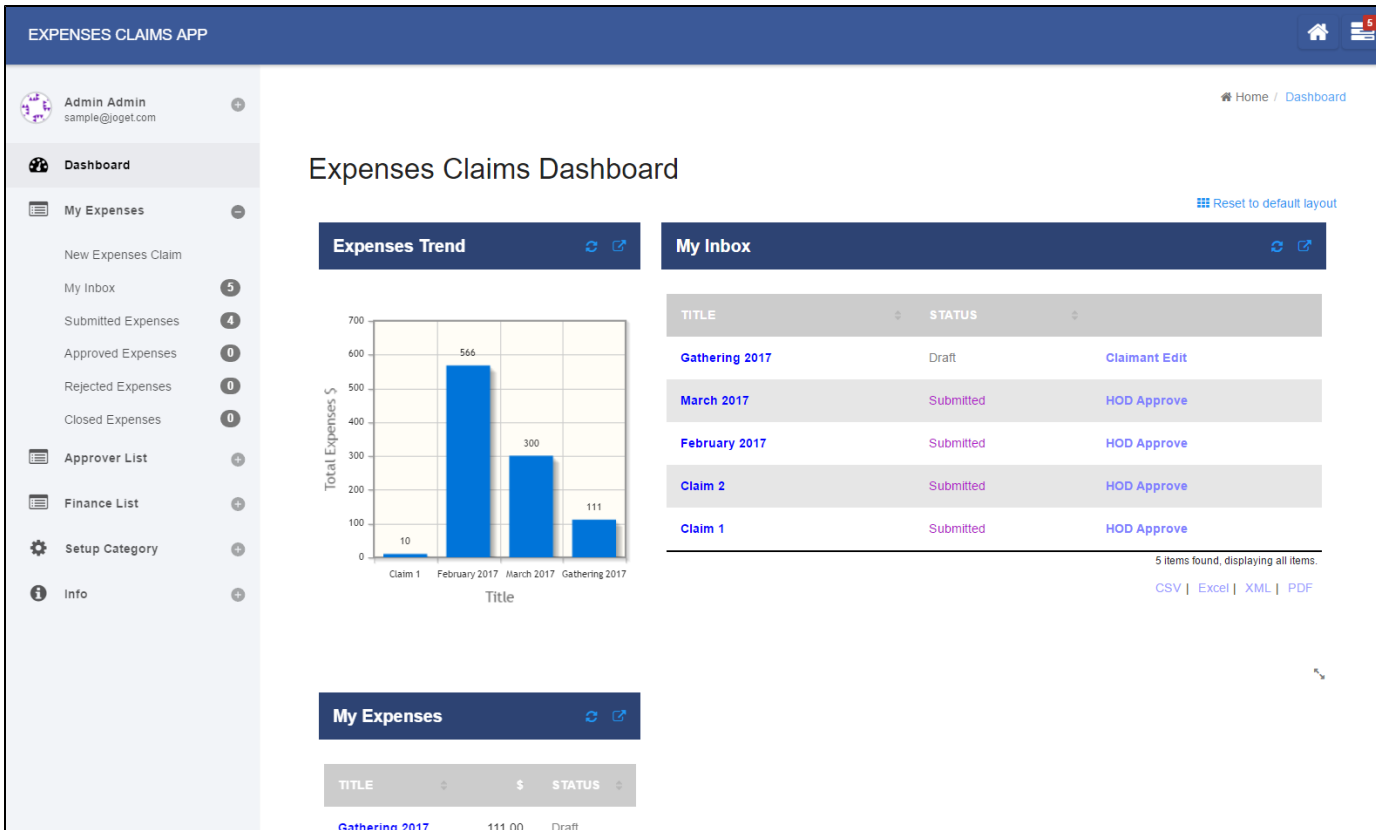 EXPENSES CLAIMS APP
5
Admin Admin
sample@joget.com
Home / Dashboard
Dashboard
My Expenses
New Expenses Claim
My Inbox 5
Submitted Expenses 4
Approved Expenses 0
Rejected Expenses 0
Closed Expenses 0
Approver List
Finance List
Setup Category
Info
Expenses Claims Dashboard
Reset to default layout
Expenses Trend
700
600
500
400
300
200
100
0
Total Expenses $
10
566
300
111
Claim 1 February 2017 March 2017 Gathering 2017
Title
My Inbox
TITLE STATUS
Gathering 2017 Draft Claimant Edit
March 2017 Submitted HOD Approve
February 2017 Submitted HOD Approve
Claim 2 Submitted HOD Approve
Claim 1 Submitted HOD Approve
5 items found, displaying all items.
CSV | Excel | XML | PDF
My Expenses
TITLE $ STATUS
Gathering 2017 111.00 Draft